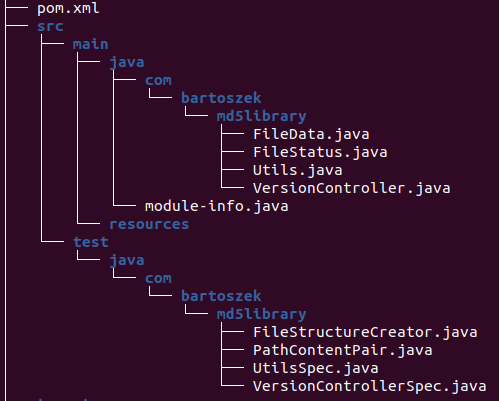 pom.xml
src
main
java
com
bartoszek
md5library
FileData.java
FileStatus.java
Utils.java
VersionController.java
module-info.java
resources
test
java
com
bartoszek
md5library
FileStructureCreator.java
PathContentPair.java
UtilsSpec.java
VersionControllerSpec.java